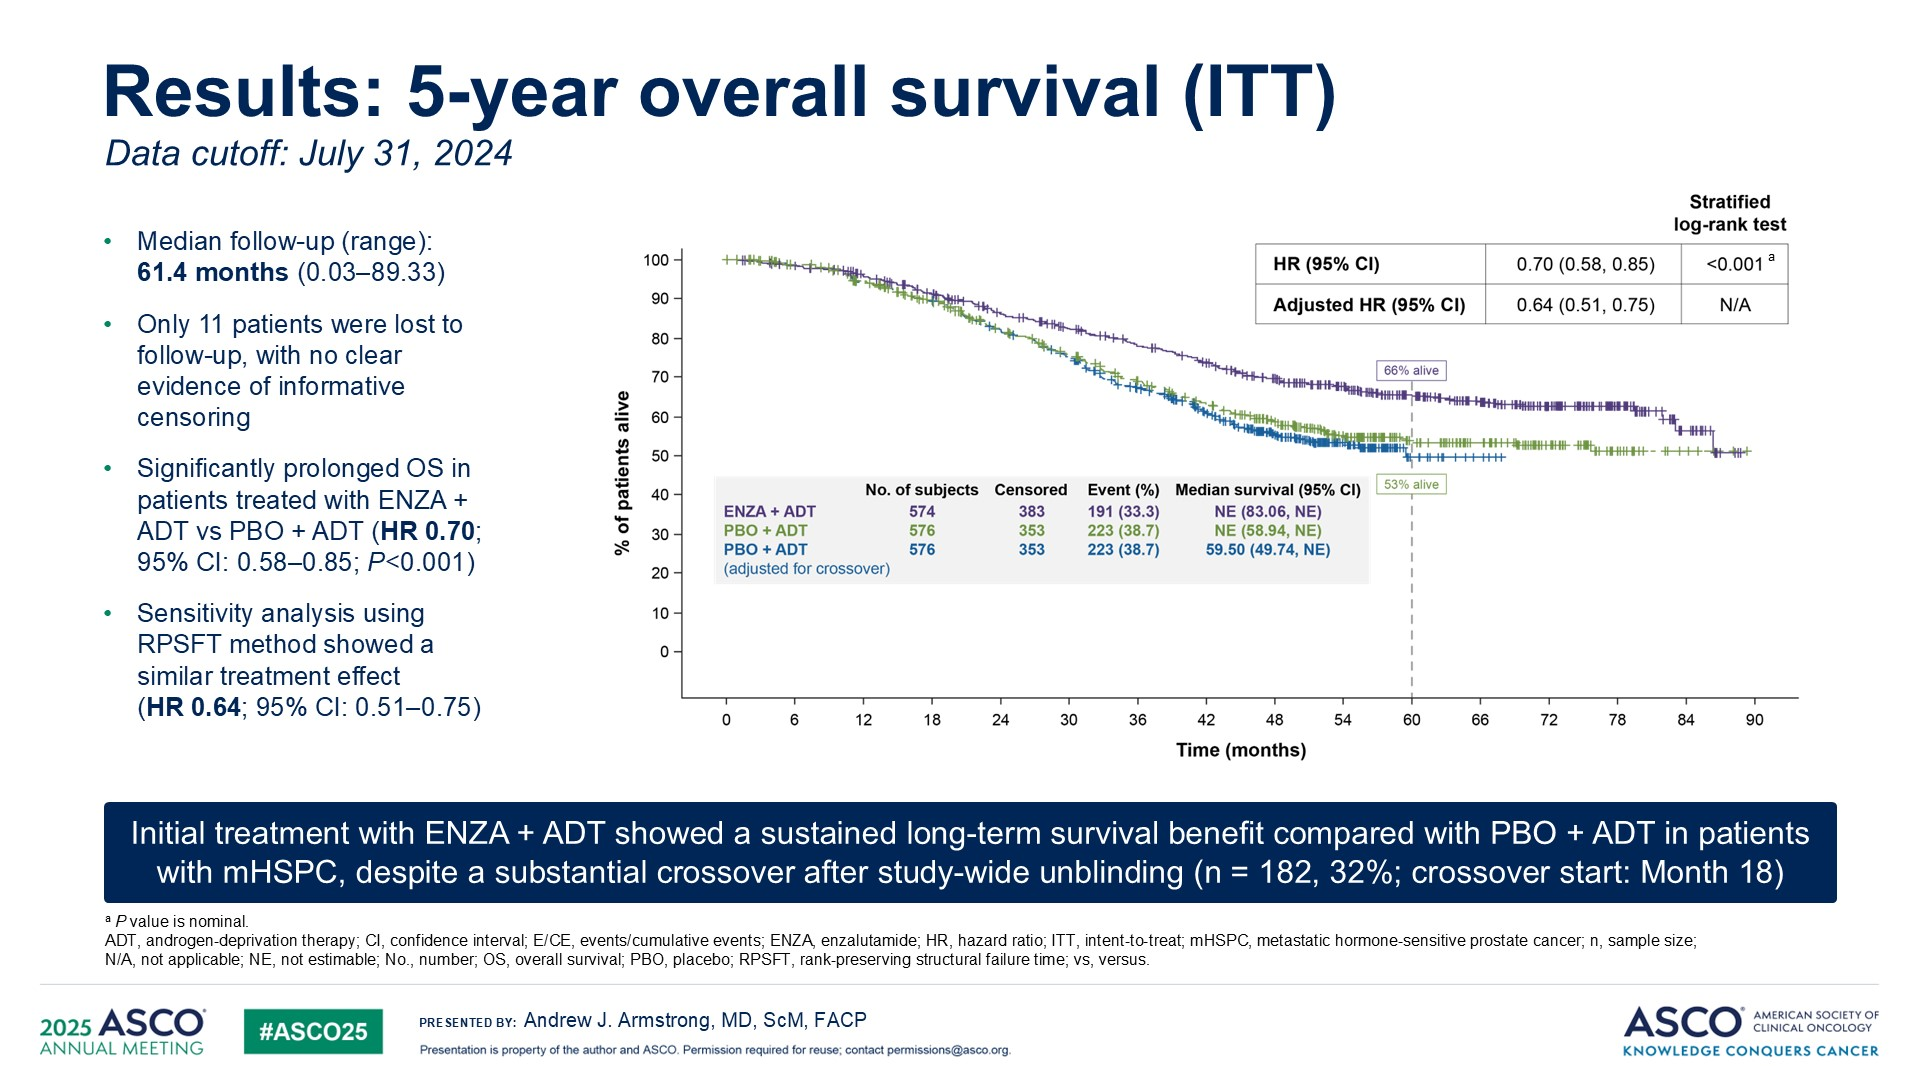 Results: 5-year overall survival (ITT)
Data cutoff: July 31, 2024
• Median follow-up (range):
61.4 months (0.03–89.33)
• Only 11 patients were lost to
follow-up, with no clear
evidence of informative
censoring
• Significantly prolonged OS in
patients treated with ENZA +
ADT vs PBO + ADT (HR 0.70;
95% CI: 0.58–0.85; P<0.001)
• Sensitivity analysis using
RPSFT method showed a
similar treatment effect
(HR 0.64; 95% CI: 0.51–0.75)
Stratified
log-rank test
HR (95% CI) 0.70 (0.58, 0.85) <0.001 a
Adjusted HR (95% CI) 0.64 (0.51, 0.75) N/A
% of patients alive
100
90
80
70
60
50
40
30
20
10
0
66% alive
53% alive
No. of subjects Censored Event (%) Median survival (95% CI)
ENZA + ADT 574 383 191 (33.3) NE (83.06, NE)
PBO + ADT 576 353 223 (38.7) NE (58.94, NE)
PBO + ADT 576 353 223 (38.7) 59.50 (49.74, NE)
(adjusted for crossover)
0 6 12 18 24 30 36 42 48 54 60 66 72 78 84 90
Time (months)
Initial treatment with ENZA + ADT showed a sustained long-term survival benefit compared with PBO + ADT in patients
with mHSPC, despite a substantial crossover after study-wide unblinding (n = 182, 32%; crossover start: Month 18)
a P value is nominal.
ADT, androgen-deprivation therapy; CI, confidence interval; E/CE, events/cumulative events; ENZA, enzalutamide; HR, hazard ratio; ITT, intent-to-treat; mHSPC, metastatic hormone-sensitive prostate cancer; n, sample size;
N/A, not applicable; NE, not estimable; No., number; OS, overall survival; PBO, placebo; RPSFT, rank-preserving structural failure time; vs, versus.
2025 ASCO
ANNUAL MEETING
#ASCO25
PRESENTED BY: Andrew J. Armstrong, MD, ScM, FACP
Presentation is property of the author and ASCO. Permission required for reuse; contact permissions@asco.org.
ASCO AMERICAN SOCIETY OF
CLINICAL ONCOLOGY
KNOWLEDGE CONQUERS CANCER